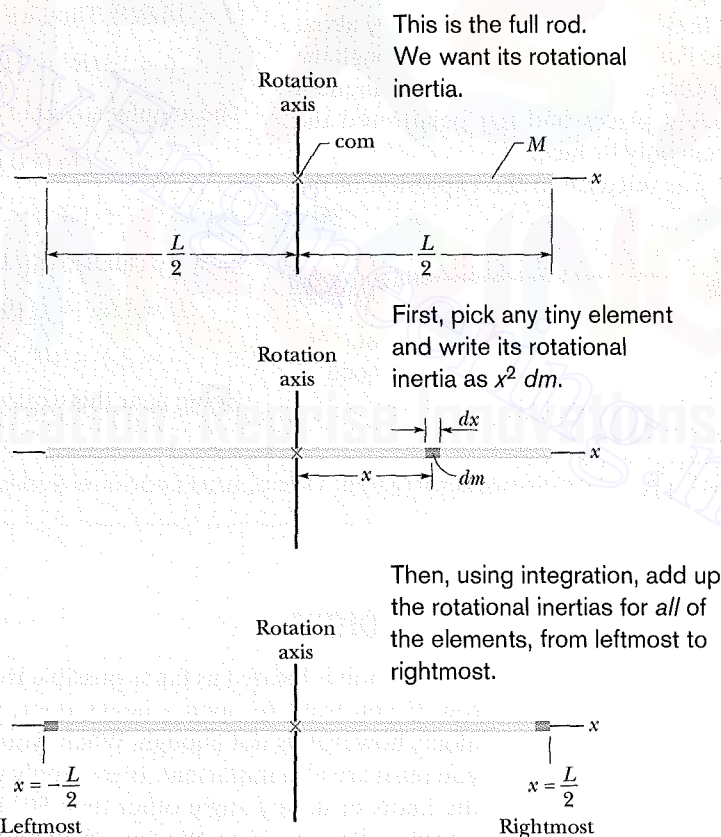 This is the full rod.
We want its rotational
inertia.
Rotation
axis
com
M
x
L/2
L/2
First, pick any tiny element
and write its rotational
inertia as x² dm.
Rotation
axis
dx
x
x
dm
Then, using integration, add up
the rotational inertias for all of
the elements, from leftmost to
rightmost.
Rotation
axis
x
x = -L/2
x = L/2
Leftmost
Rightmost